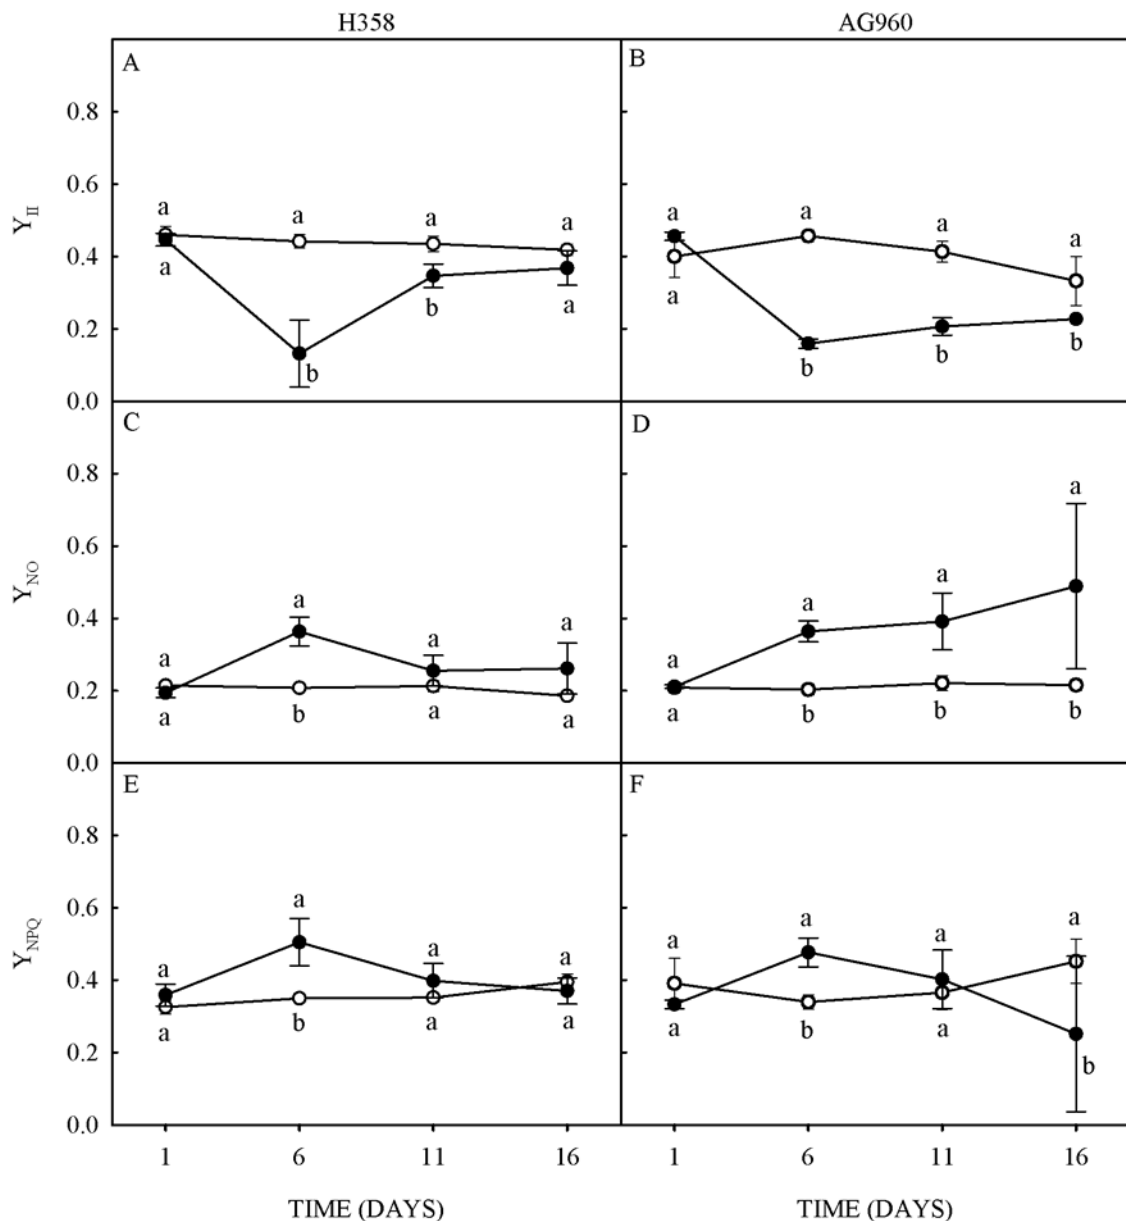 H358 AG960
A B
0.8
0.6
Y_II
a a a a a a a a
0.4
a b a a
0.2
b b b b
0.0
C D
0.8
a
0.6
Y_NO
a a
0.4
a a a a a
0.2
a b a a a b b b
0.0
E F
0.8
0.6
Y_NPQ
a a a a a a a a
0.4
a b a a a b a
0.2
b
0.0
1 6 11 16 1 6 11 16
TIME (DAYS) TIME (DAYS)